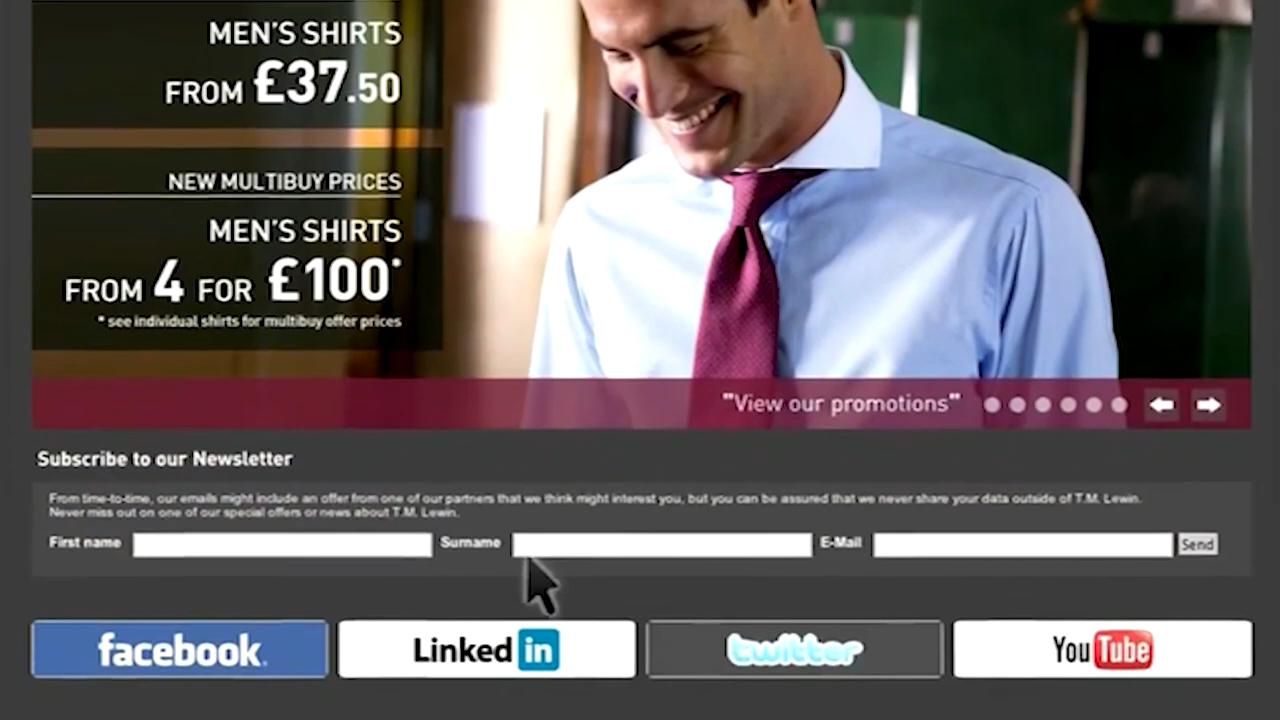 MEN'S SHIRTS
FROM £37.50
NEW MULTIBUY PRICES
MEN'S SHIRTS
FROM 4 FOR £100*
* see individual shirts for multibuy offer prices
"View our promotions"
Subscribe to our Newsletter
From time-to-time, our emails might include an offer from one of our partners that we think might interest you, but you can be assured that we never share your data outside of T.M. Lewin.
Never miss out on one of our special offers or news about T.M. Lewin.
First name Surname E-Mail Send
facebook. Linked in twitter YouTube